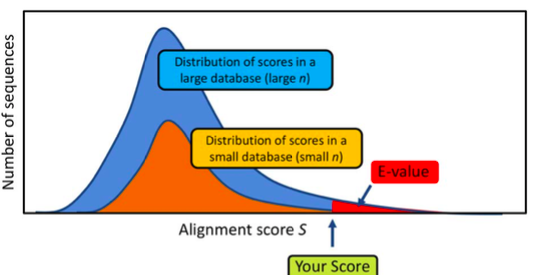 Number of sequences
Distribution of scores in a
large database (large n)
Distribution of scores in a
small database (small n)
E-value
Alignment score S
Your Score